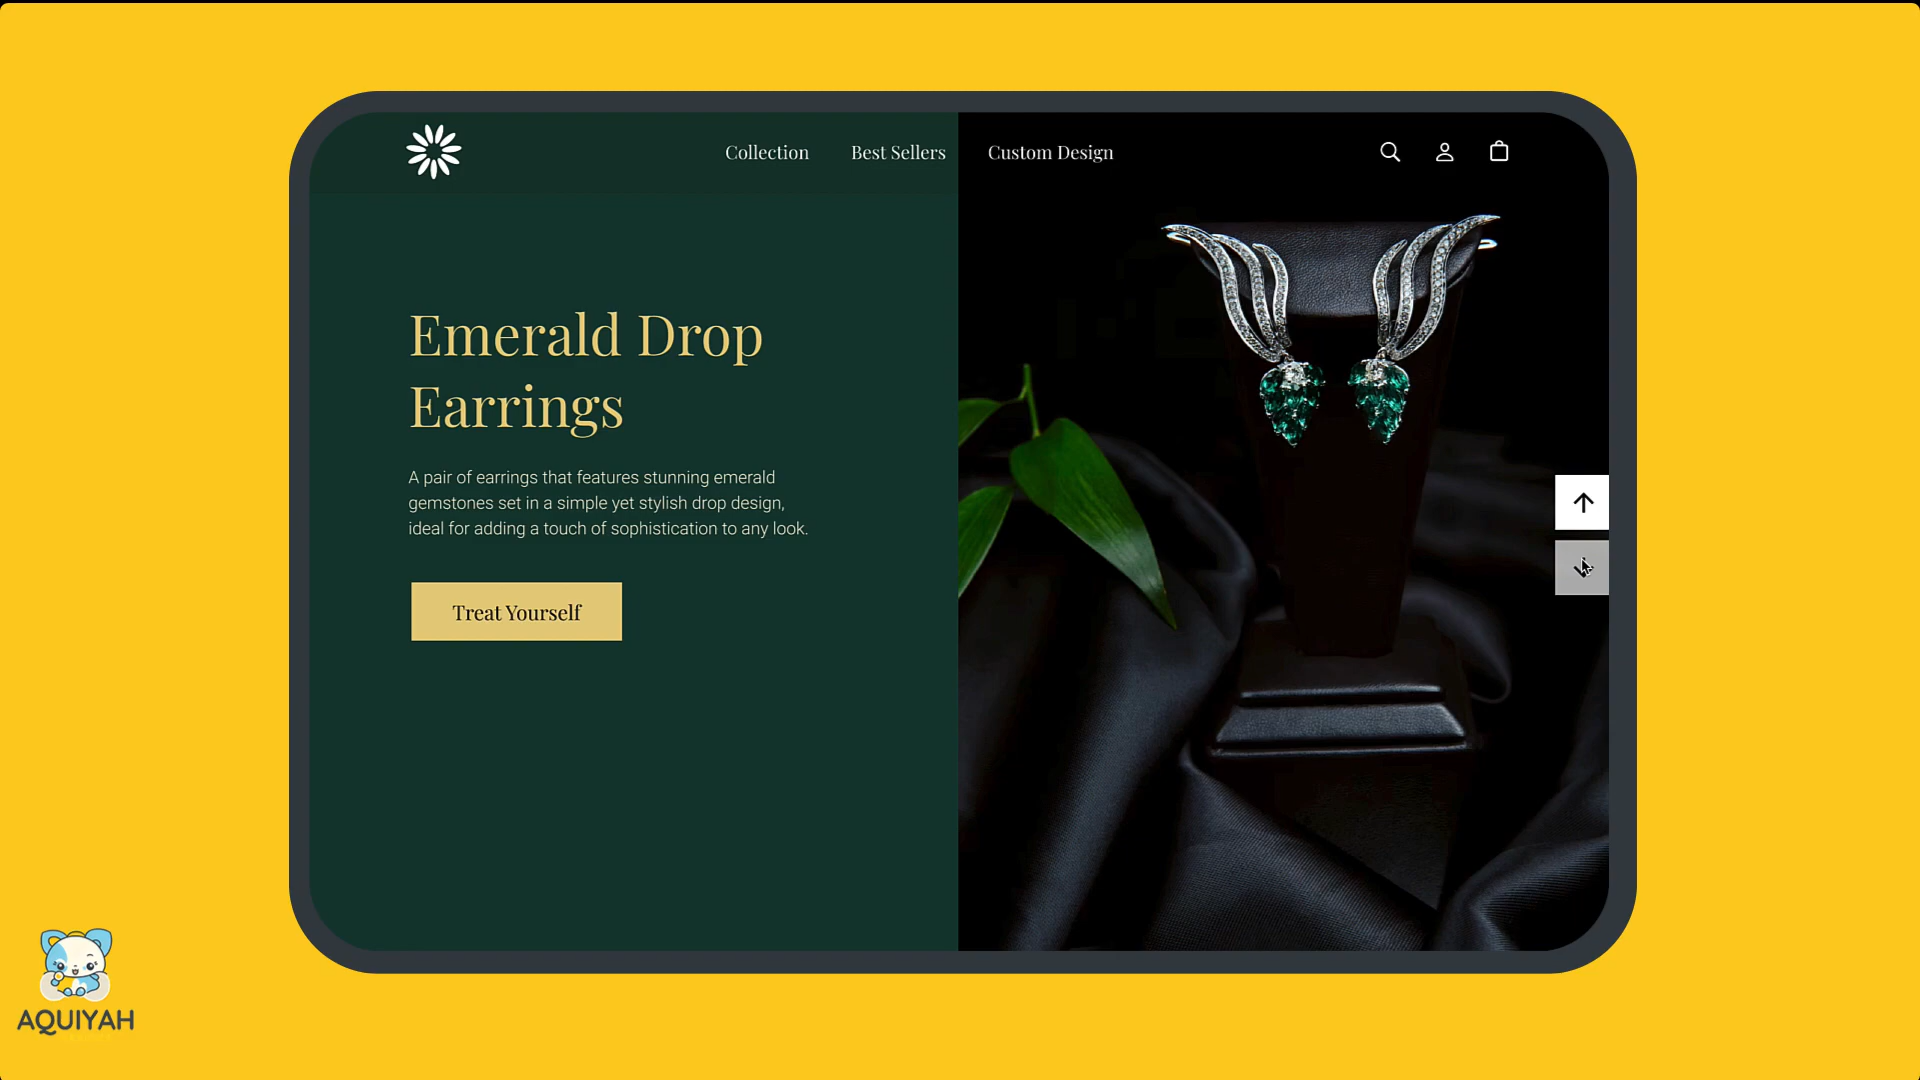 Collection
Best Sellers
Custom Design
Emerald Drop
Earrings
A pair of earrings that features stunning emerald
gemstones set in a simple yet stylish drop design,
ideal for adding a touch of sophistication to any look.
Treat Yourself
AQUIYAH